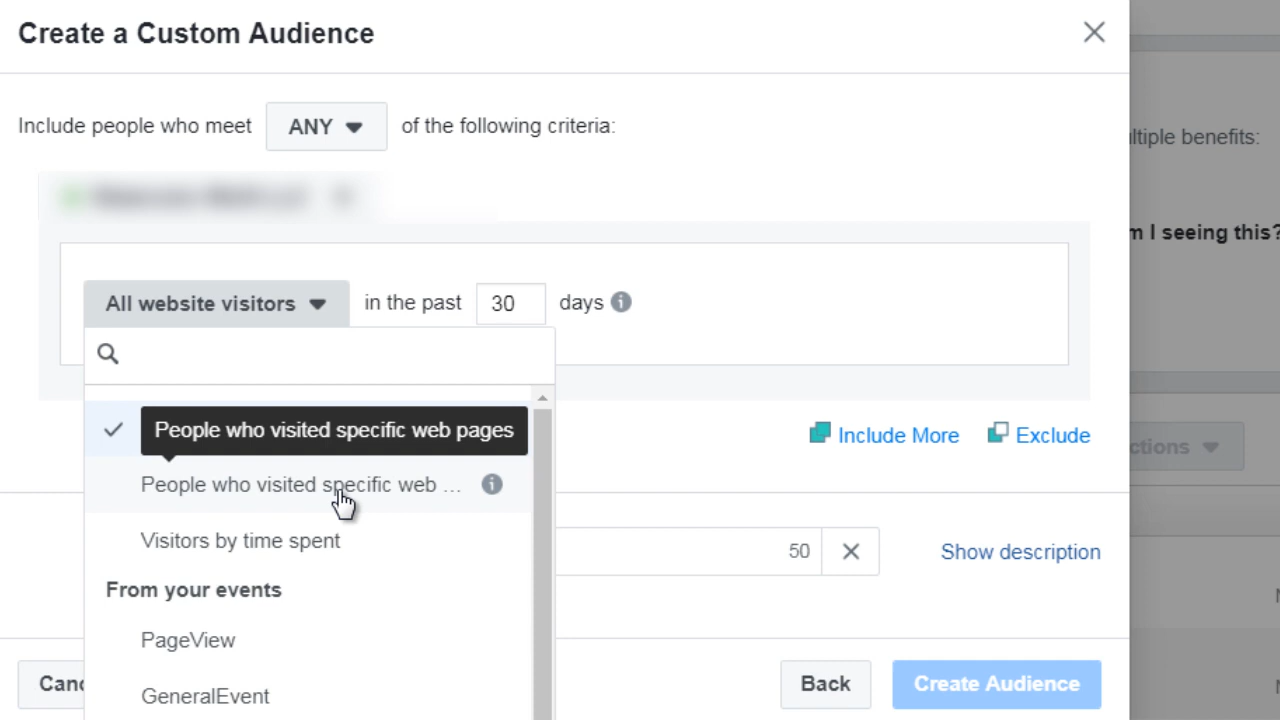 Create a Custom Audience
Include people who meet ANY of the following criteria:
ltiple benefits:
m I seeing this?
All website visitors in the past 30 days
People who visited specific web pages
Include More Exclude
ctions
People who visited specific web ...
Visitors by time spent
50 Show description
From your events
PageView
GeneralEvent
Canc
Back Create Audience